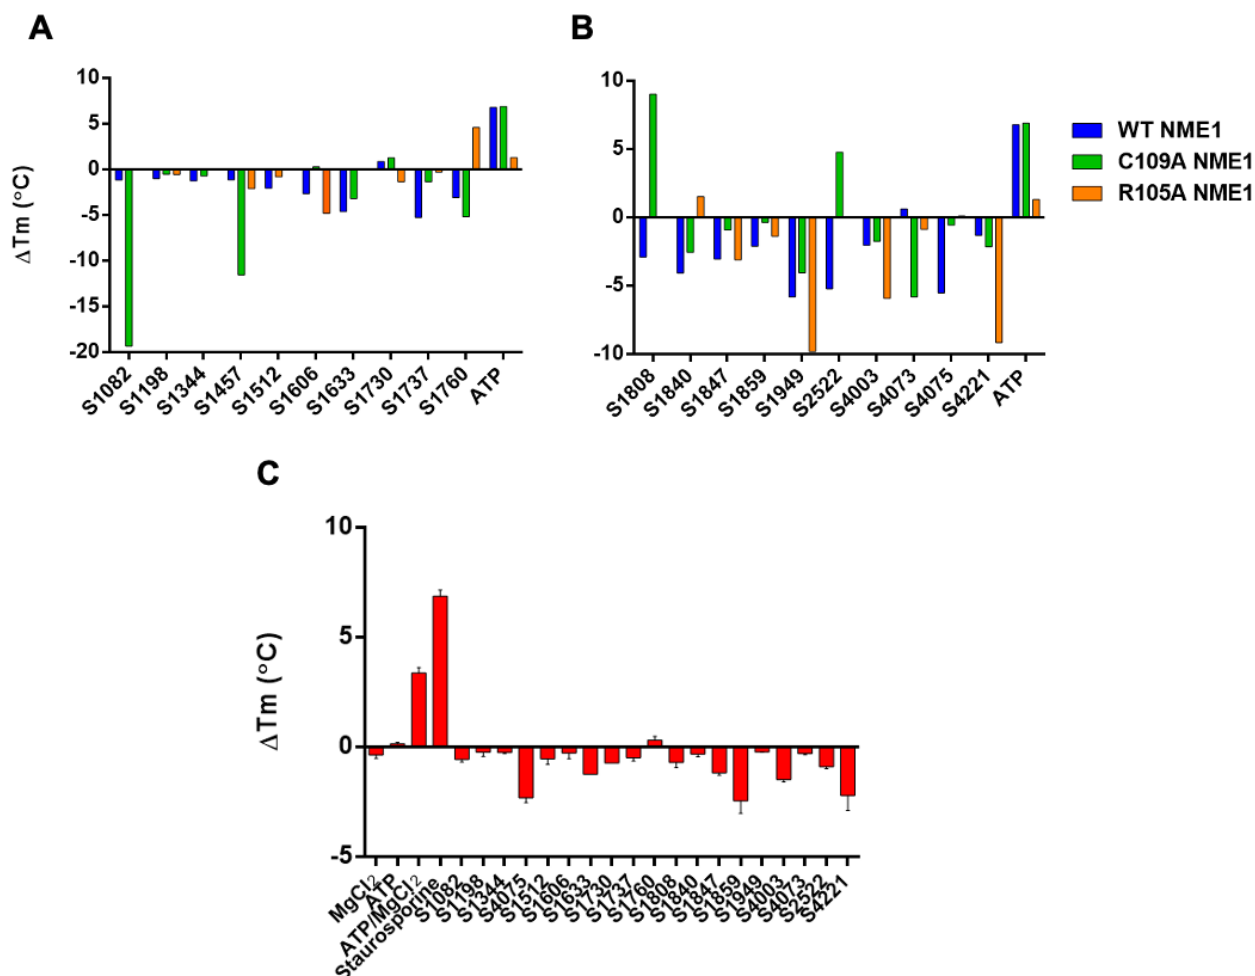 A
B
10
5
0
-5
-10
-15
-20
ΔTm (°C)
S1082
S1198
S1344
S1457
S1512
S1606
S1633
S1730
S1737
S1760
ATP
10
5
0
-5
-10
S1808
S1840
S1847
S1859
S1949
S2522
S4003
S4073
S4075
S4221
ATP
WT NME1
C109A NME1
R105A NME1
C
10
5
0
-5
ΔTm (°C)
MgCl₂
ATP
ATP/MgCl₂
Staurosporine
S1082
S1198
S1344
S4075
S1512
S1606
S1633
S1730
S1737
S1760
S1808
S1840
S1847
S1859
S1949
S4003
S4073
S2522
S4221